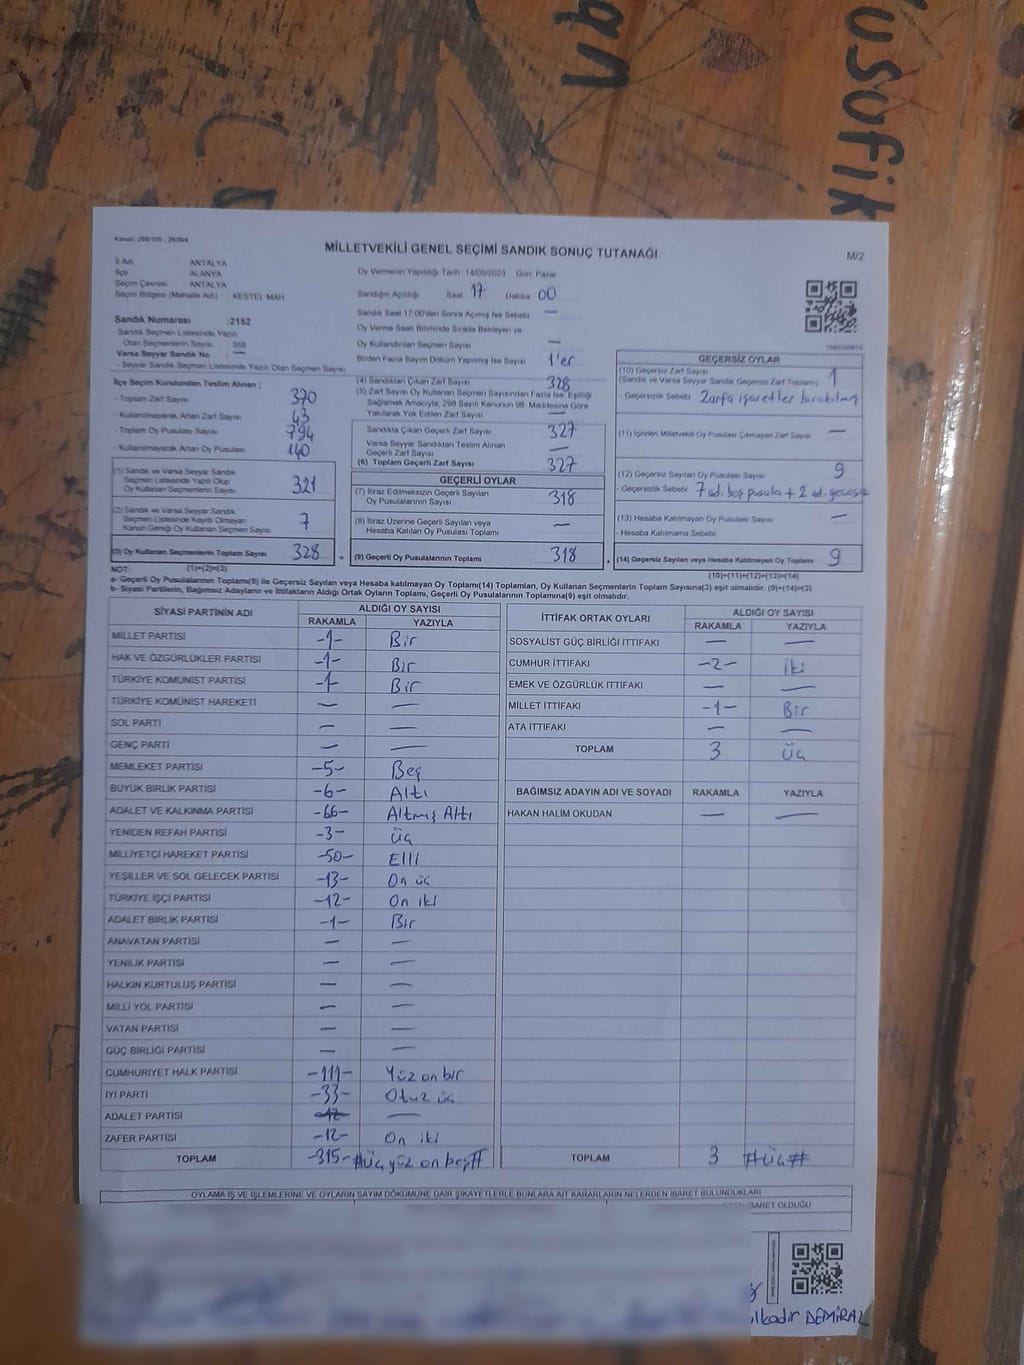 Kanun: 298/105 ; 2839/4
MİLLETVEKİLİ GENEL SEÇİMİ SANDIK SONUÇ TUTANAĞI
M/2
İl Adı ANTALYA
İlçe ALANYA
Seçim Çevresi ANTALYA
Seçim Bölgesi (Mahalle Adı) KESTEL MAH.
Sandık Numarası :2152
Sandık Seçmen Listesinde Yazılı
Olan Seçmenlerin Sayısı 350
Varsa Seyyar Sandık No —
- Seyyar Sandık Seçmen Listesinde Yazılı Olan Seçmen Sayısı
Oy Vermenin Yapıldığı Tarih :14/05/2023 Gün: Pazar
Sandığın Açıldığı Saat 17 Dakika 00
Sandık Saat 17:00'den Sonra Açılmış İse Sebebi —
Oy Verme Saati Bitiminde Sırada Bekleyen ve
Oy Kullandırılan Seçmen Sayısı —
Birden Fazla Sayım Döküm Yapılmış İse Sayısı 1'er
İlçe Seçim Kurulundan Teslim Alınan ;
- Toplam Zarf Sayısı 370
- Kullanılmayarak Artan Zarf Sayısı 43
- Toplam Oy Pusulası Sayısı 794
- Kullanılmayarak Artan Oy Pusulası 140
(1) Sandık ve Varsa Seyyar Sandık
Seçmen Listesinde Yazılı Olup
Oy Kullanan Seçmenlerin Sayısı 321
(2) Sandık ve Varsa Seyyar Sandık
Seçmen Listesinde Kayıtlı Olmayan
Kanun Gereği Oy Kullanan Seçmen Sayısı 7
(3) Oy Kullanan Seçmenlerin Toplam Sayısı 328
(1)+(2)=(3)
(4) Sandıktan Çıkan Zarf Sayısı 328
(5) Zarf Sayısı Oy Kullanan Seçmen Sayısından Fazla İse, Eşitliği
Sağlamak Amacıyla, 298 Sayılı Kanunun 98. Maddesine Göre
Yakılarak Yok Edilen Zarf Sayısı —
Sandıkta Çıkan Geçerli Zarf Sayısı 327
Varsa Seyyar Sandıktan Teslim Alınan
Geçerli Zarf Sayısı —
(6) Toplam Geçerli Zarf Sayısı 327
GEÇERLİ OYLAR
(7) İtiraz Edilmeksizin Geçerli Sayılan
Oy Pusulalarının Sayısı 318
(8) İtiraz Üzerine Geçerli Sayılan veya
Hesaba Katılan Oy Pusulası Toplamı —
= (9) Geçerli Oy Pusulalarının Toplamı 318
GEÇERSİZ OYLAR
(10) Geçersiz Zarf Sayısı 1
(Sandık ve Varsa Seyyar Sandık Geçersiz Zarf Toplamı)
- Geçersizlik Sebebi Zarfa işaretler bırakılmış
(11) İçinden Milletvekili Oy Pusulası Çıkmayan Zarf Sayısı —
(12) Geçersiz Sayılan Oy Pusulası Sayısı 9
- Geçersizlik Sebebi 7 ad. boş pusula + 2 ad. geçersiz
(13) Hesaba Katılmayan Oy Pusulası Sayısı —
- Hesaba Katılmama Sebebi
+ (14) Geçersiz Sayılan veya Hesaba Katılmayan Oy Toplamı 9
(10)+(11)+(12)+(13)=(14)
NOT:
a- Geçerli Oy Pusulalarının Toplamı(9) ile Geçersiz Sayılan veya Hesaba katılmayan Oy Toplamı(14) Toplamları, Oy Kullanan Seçmenlerin Toplam Sayısına(3) eşit olmalıdır. (9)+(14)=(3)
b- Siyasi Partilerin, Bağımsız Adayların ve İttifakların Aldığı Ortak Oyların Toplamı, Geçerli Oy Pusulalarının Toplamına(9) eşit olmalıdır.
SİYASİ PARTİNİN ADI ALDIĞI OY SAYISI
RAKAMLA YAZIYLA
MİLLET PARTİSİ -1- Bir
HAK VE ÖZGÜRLÜKLER PARTİSİ -1- Bir
TÜRKİYE KOMÜNİST PARTİSİ -1- Bir
TÜRKİYE KOMÜNİST HAREKETİ — —
SOL PARTİ — —
GENÇ PARTİ — —
MEMLEKET PARTİSİ -5- Beş
BÜYÜK BİRLİK PARTİSİ -6- Altı
ADALET VE KALKINMA PARTİSİ -66- Altmış Altı
YENİDEN REFAH PARTİSİ -3- üç
MİLLİYETÇİ HAREKET PARTİSİ -50- Elli
YEŞİLLER VE SOL GELECEK PARTİSİ -13- On üç
TÜRKİYE İŞÇİ PARTİSİ -12- On iki
ADALET BİRLİK PARTİSİ -1- Bir
ANAVATAN PARTİSİ — —
YENİLİK PARTİSİ — —
HALKIN KURTULUŞ PARTİSİ — —
MİLLİ YOL PARTİSİ — —
VATAN PARTİSİ — —
GÜÇ BİRLİĞİ PARTİSİ — —
CUMHURİYET HALK PARTİSİ -111- Yüz on bir
İYİ PARTİ -33- Otuz üç
ADALET PARTİSİ —
ZAFER PARTİSİ -12- On iki
TOPLAM -315- #üç yüz on beş#
İTTİFAK ORTAK OYLARI ALDIĞI OY SAYISI
RAKAMLA YAZIYLA
SOSYALİST GÜÇ BİRLİĞİ İTTİFAKI — —
CUMHUR İTTİFAKI -2- iki
EMEK VE ÖZGÜRLÜK İTTİFAKI — —
MİLLET İTTİFAKI -1- Bir
ATA İTTİFAKI — —
TOPLAM 3 üç
BAĞIMSIZ ADAYIN ADI VE SOYADI RAKAMLA YAZIYLA
HAKAN HALİM OKUDAN — —
TOPLAM 3 #üç#
OYLAMA İŞ VE İŞLEMLERİNE VE OYLARIN SAYIM DÖKÜMÜNE DAİR ŞİKAYETLERLE BUNLARA AİT KARARLARIN NELERDEN İBARET BULUNDUKLARI
İBARET OLDUĞU
DEMİRAL
Yusofik